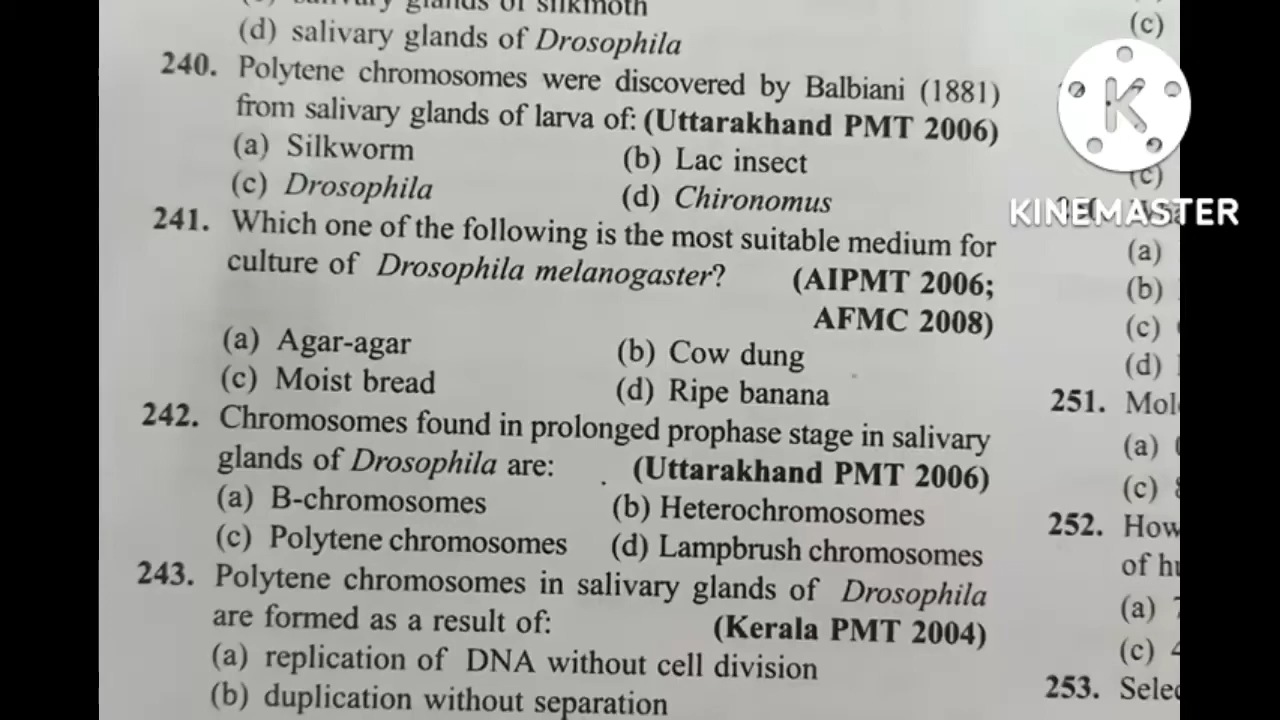 salivary glands of silkmoth
(d) salivary glands of Drosophila
240. Polytene chromosomes were discovered by Balbiani (1881)
from salivary glands of larva of: (Uttarakhand PMT 2006)
(a) Silkworm (b) Lac insect
(c) Drosophila (d) Chironomus
241. Which one of the following is the most suitable medium for
culture of Drosophila melanogaster? (AIPMT 2006;
AFMC 2008)
(a) Agar-agar (b) Cow dung
(c) Moist bread (d) Ripe banana
242. Chromosomes found in prolonged prophase stage in salivary
glands of Drosophila are: (Uttarakhand PMT 2006)
(a) B-chromosomes (b) Heterochromosomes
(c) Polytene chromosomes (d) Lampbrush chromosomes
243. Polytene chromosomes in salivary glands of Drosophila
are formed as a result of: (Kerala PMT 2004)
(a) replication of DNA without cell division
(b) duplication without separation
(c)
K
(c)
KINEMASTER
(a)
(b)
(c)
(d)
251.
(a)
(c)
252. How
of
(a)
(c)
253.